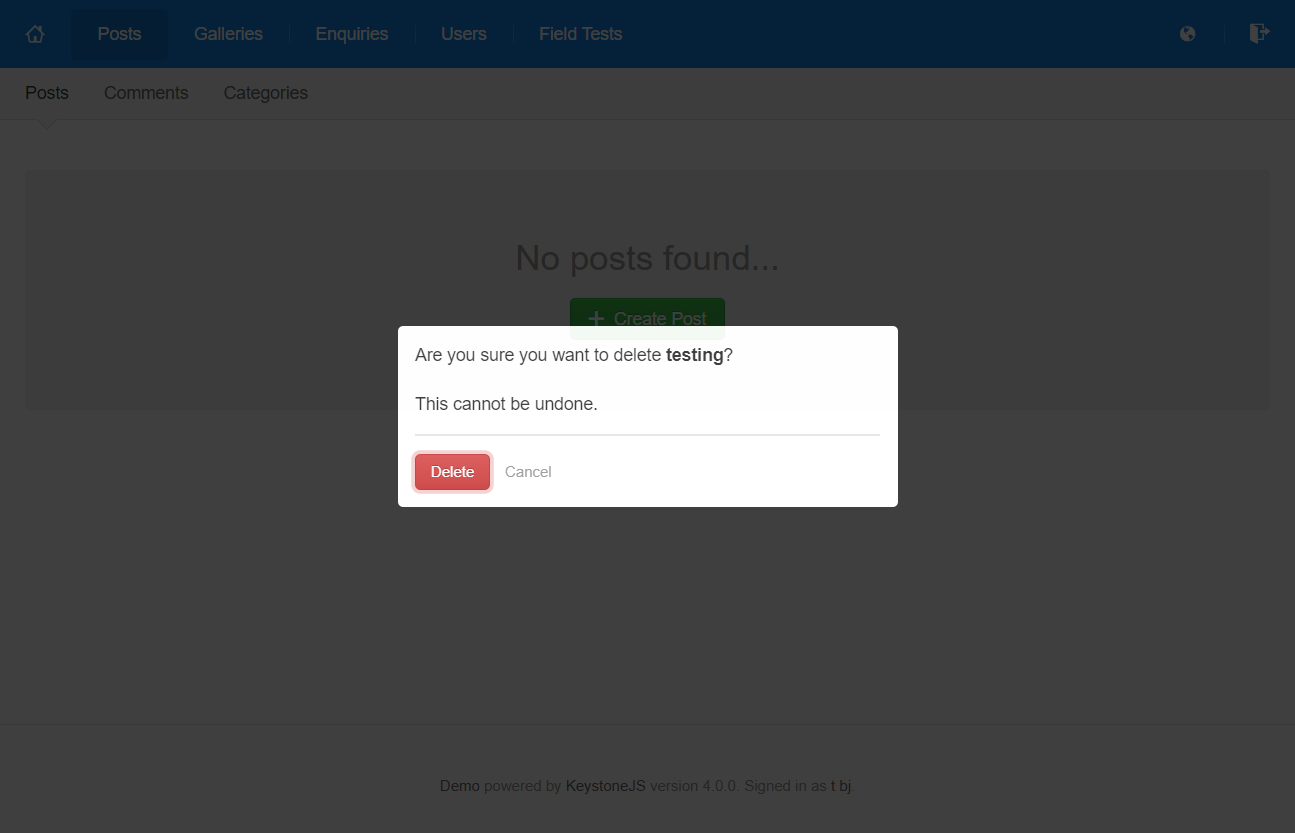 Posts Galleries Enquiries Users Field Tests
Posts Comments Categories
No posts found...
Create Post
Are you sure you want to delete testing?
This cannot be undone.
Delete Cancel
Demo powered by KeystoneJS version 4.0.0. Signed in as t bj.